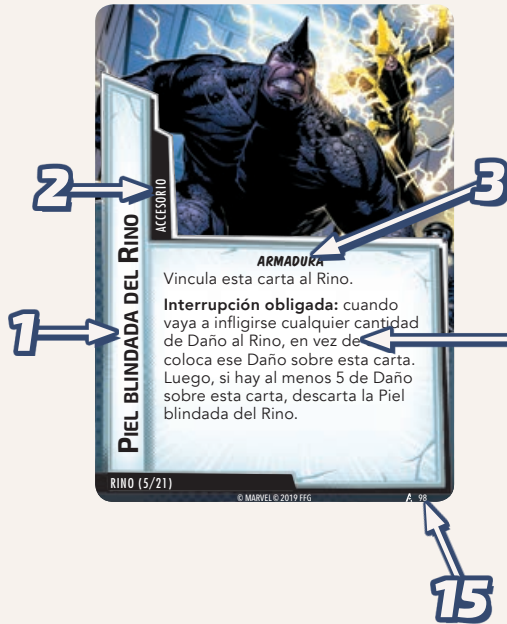 2
ACCESORIO
3
ARMADURA
Vincula esta carta al Rino.
Interrupción obligada: cuando
vaya a infligirse cualquier cantidad
de Daño al Rino, en vez de
coloca ese Daño sobre esta carta.
Luego, si hay al menos 5 de Daño
sobre esta carta, descarta la Piel
blindada del Rino.
1
PIEL BLINDADA DEL RINO
RINO (5/21)
© MARVEL © 2019 FFG
98
15